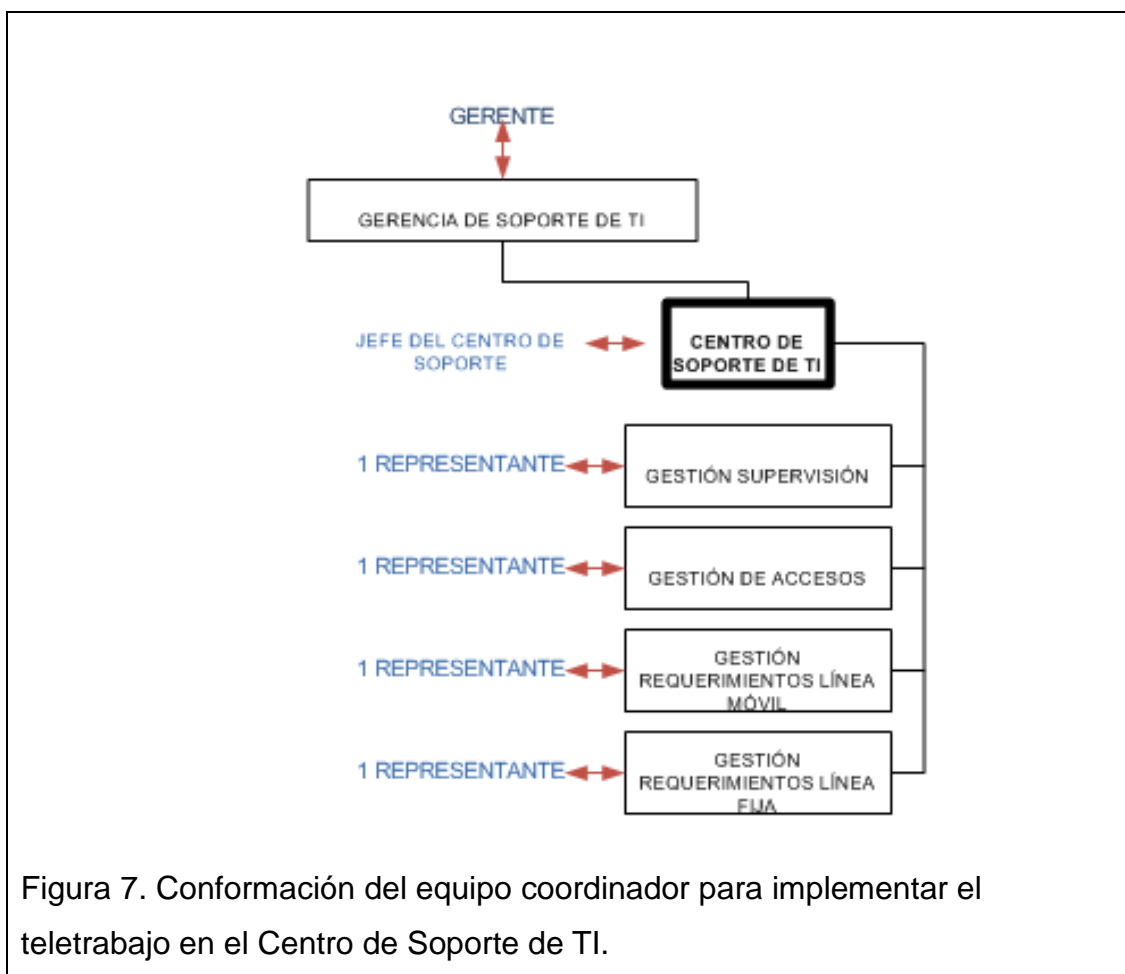 GERENTE
GERENCIA DE SOPORTE DE TI
JEFE DEL CENTRO DE
SOPORTE
CENTRO DE
SOPORTE DE TI
1 REPRESENTANTE
GESTIÓN SUPERVISIÓN
1 REPRESENTANTE
GESTIÓN DE ACCESOS
1 REPRESENTANTE
GESTIÓN
REQUERIMIENTOS LÍNEA
MÓVIL
1 REPRESENTANTE
GESTIÓN
REQUERIMIENTOS LÍNEA
FIJA
Figura 7. Conformación del equipo coordinador para implementar el
teletrabajo en el Centro de Soporte de TI.